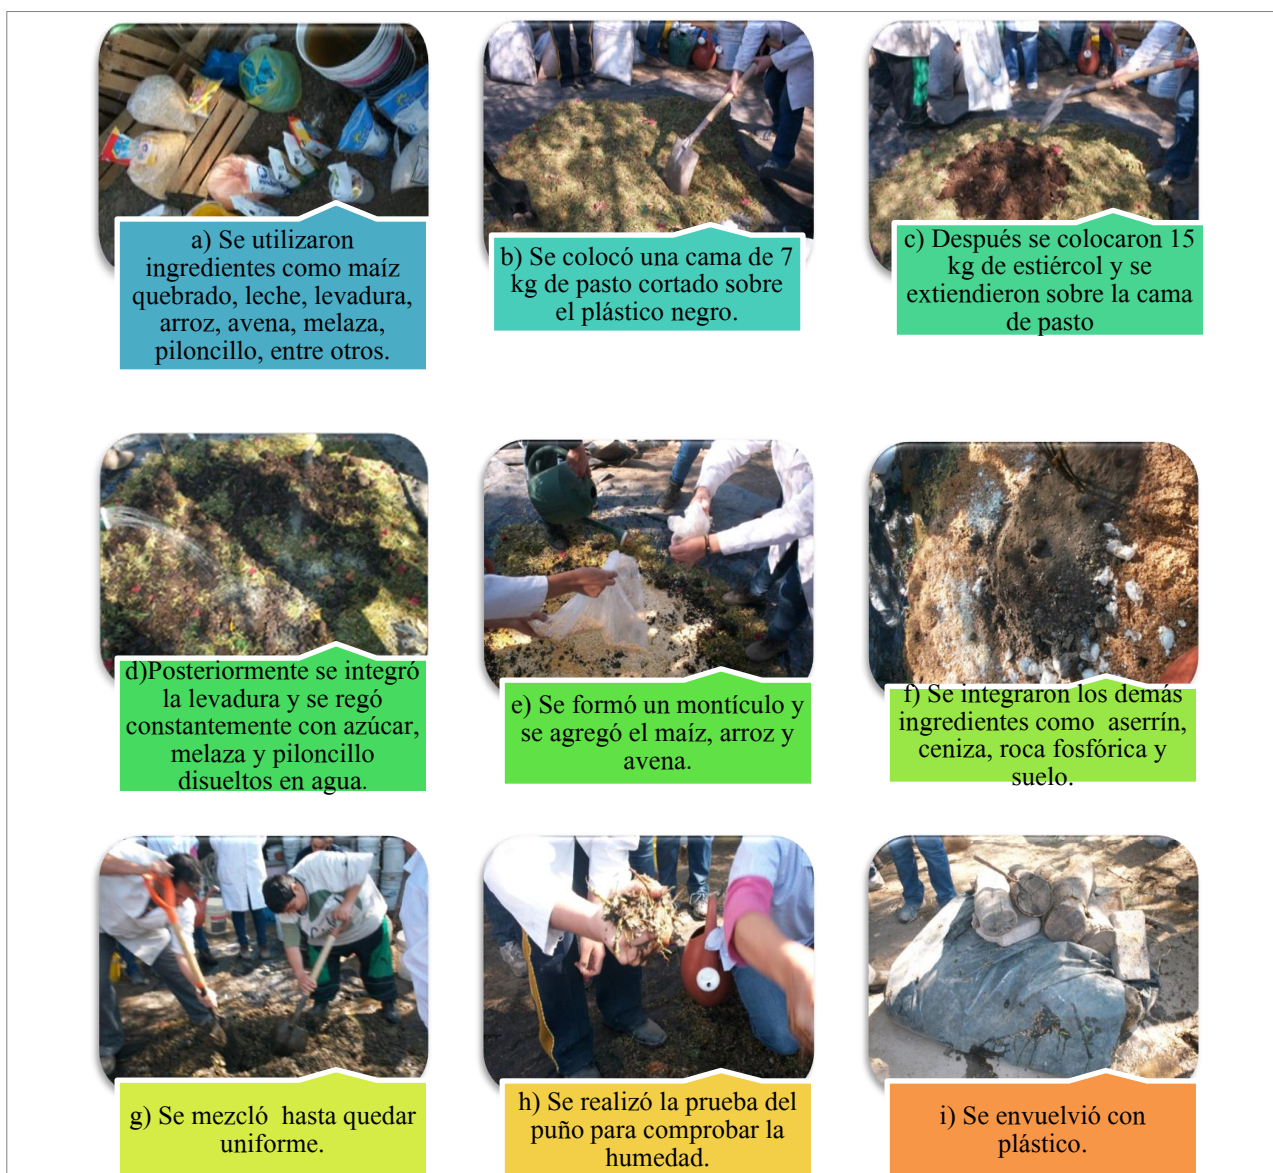 a) Se utilizaron
ingredientes como maíz
quebrado, leche, levadura,
arroz, avena, melaza,
piloncillo, entre otros.
b) Se colocó una cama de 7
kg de pasto cortado sobre
el plástico negro.
c) Después se colocaron 15
kg de estiércol y se
extiendieron sobre la cama
de pasto
d)Posteriormente se integró
la levadura y se regó
constantemente con azúcar,
melaza y piloncillo
disueltos en agua.
e) Se formó un montículo y
se agregó el maíz, arroz y
avena.
f) Se integraron los demás
ingredientes como aserrín,
ceniza, roca fosfórica y
suelo.
g) Se mezcló hasta quedar
uniforme.
h) Se realizó la prueba del
puño para comprobar la
humedad.
i) Se envuelvió con
plástico.